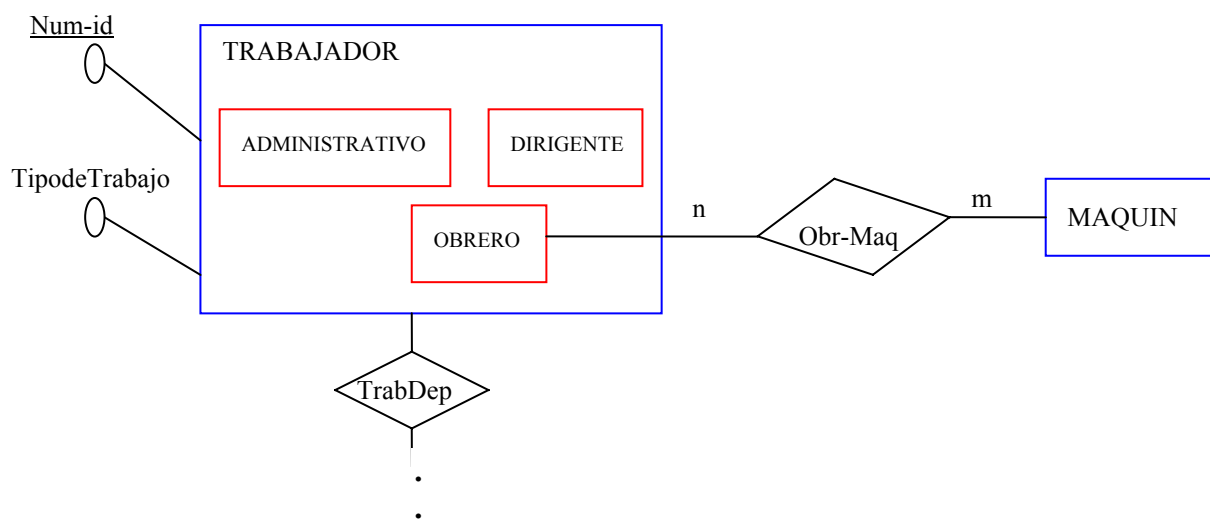 Num-id
TRABAJADOR
ADMINISTRATIVO
DIRIGENTE
TipodeTrabajo
n
m
OBRERO
Obr-Maq
MAQUIN
TrabDep